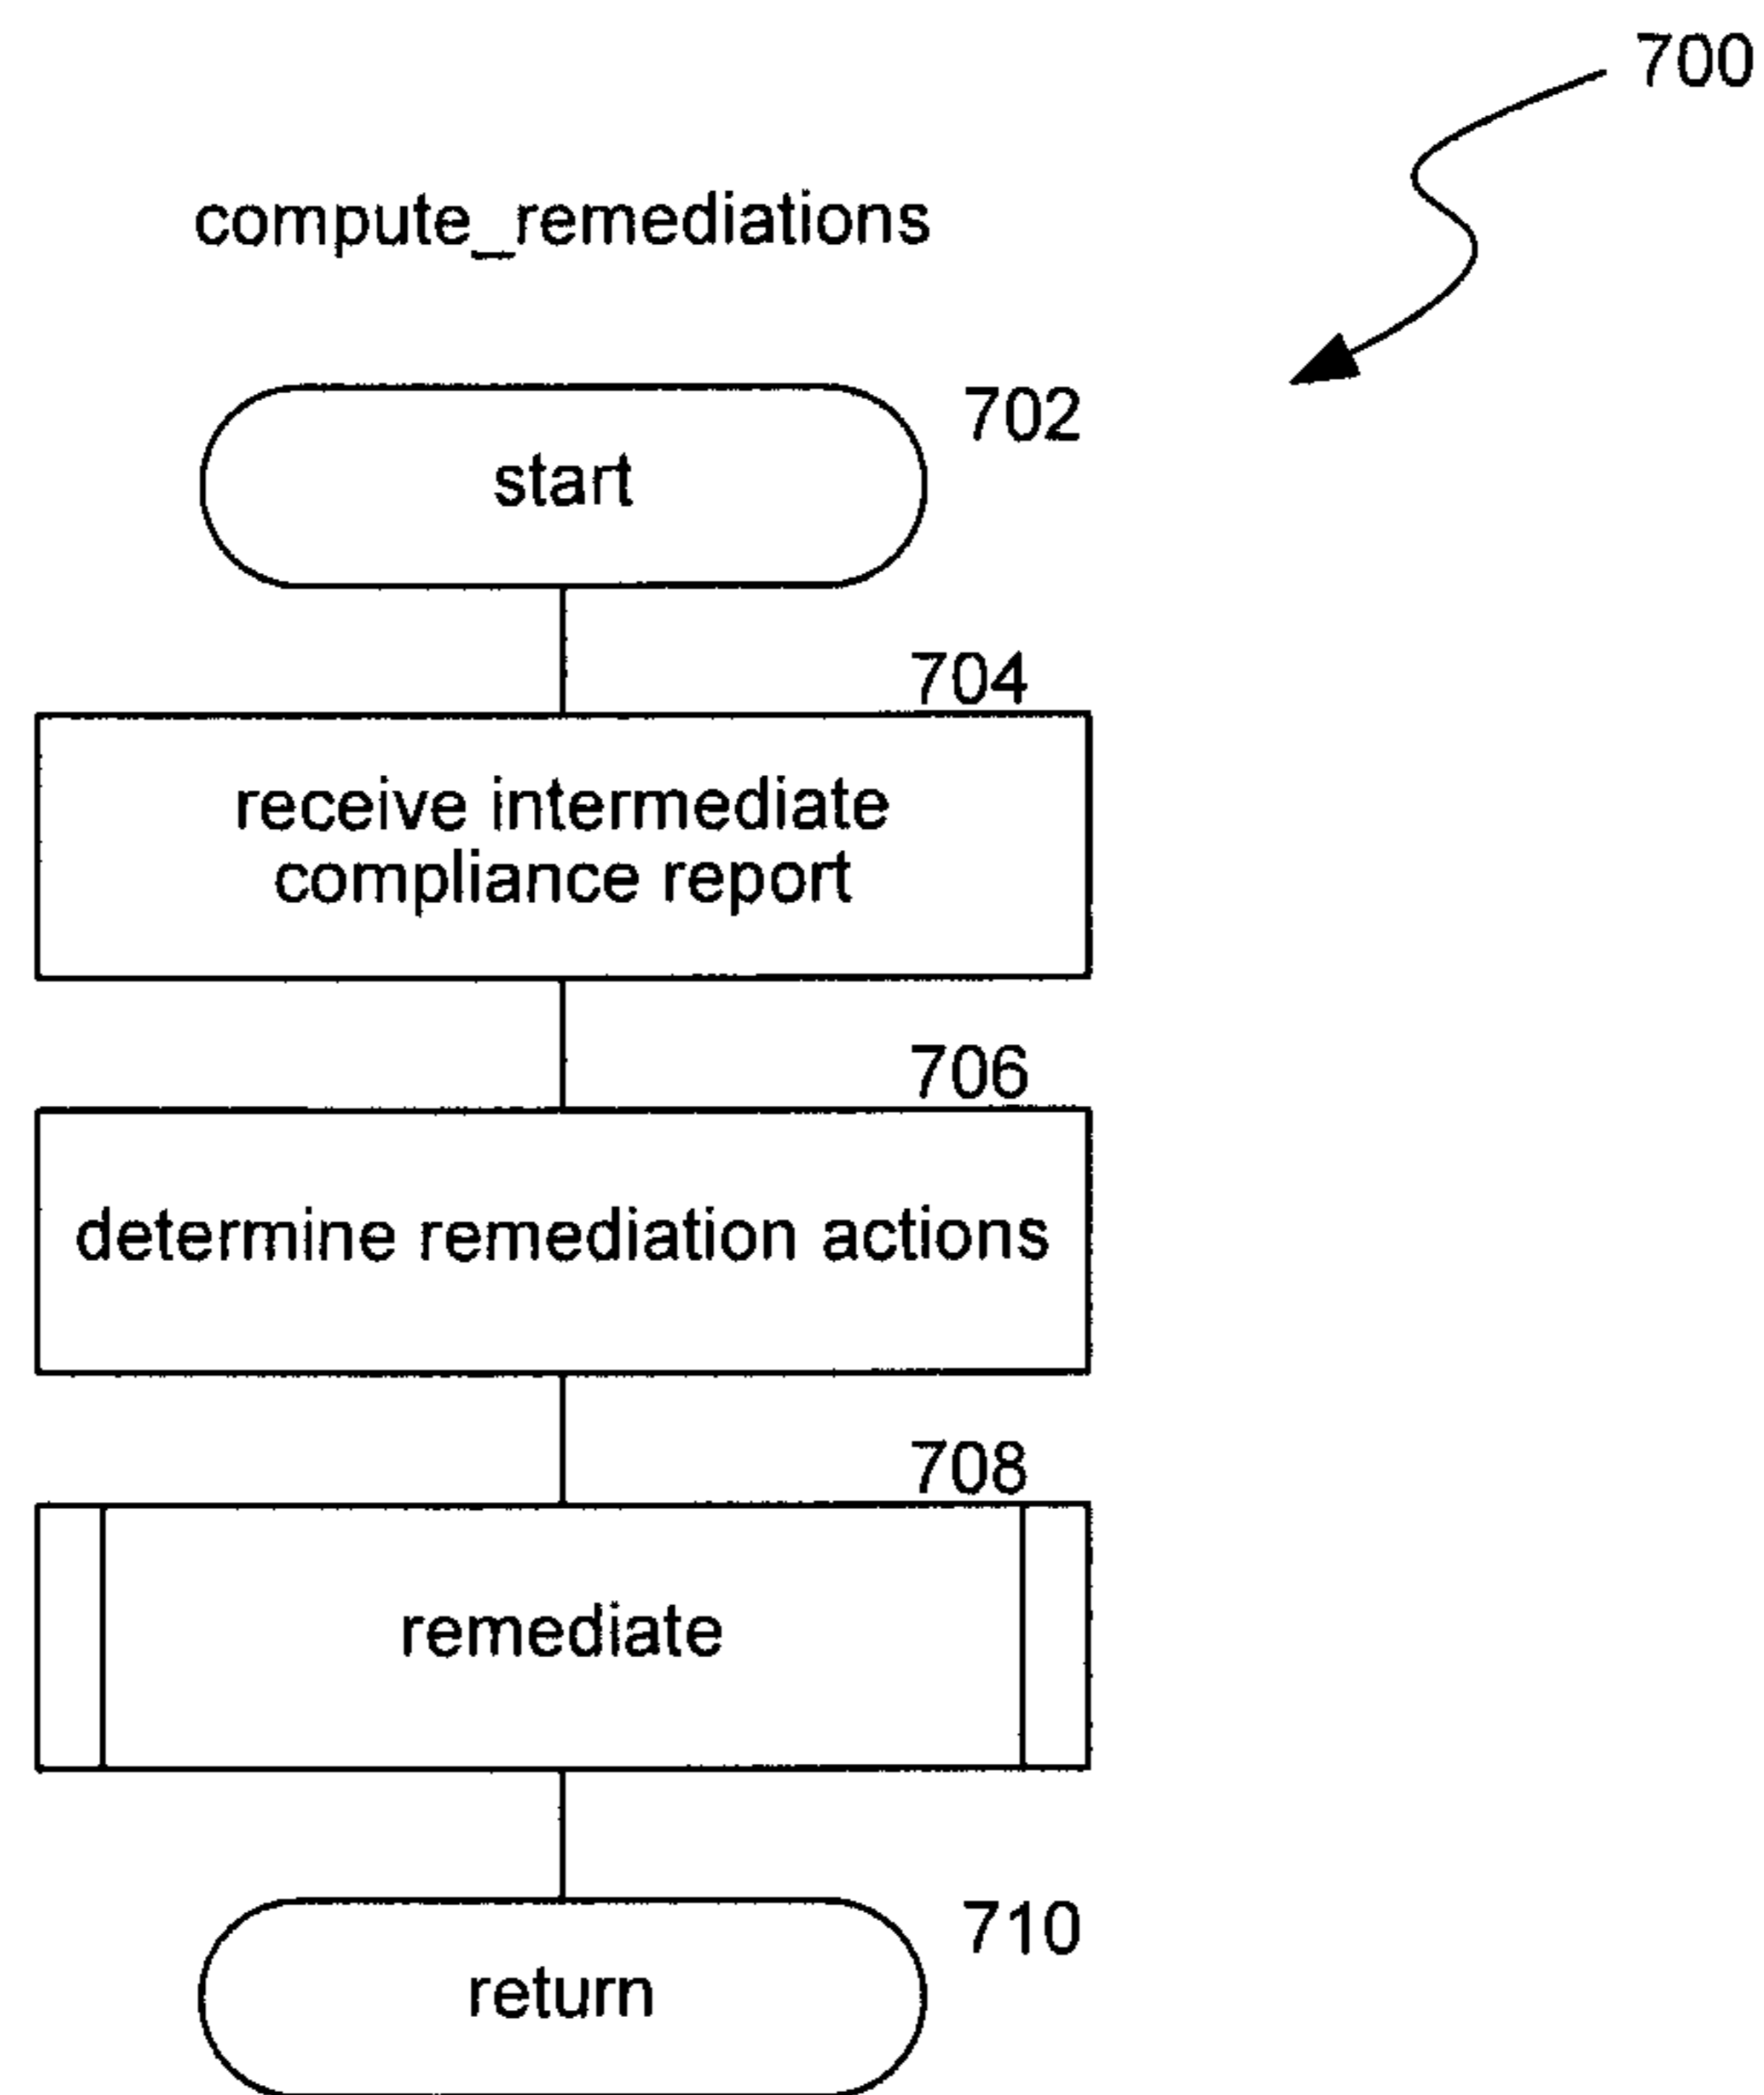 700
compute_remediations
702
start
704
receive intermediate
compliance report
706
determine remediation actions
708
remediate
710
return